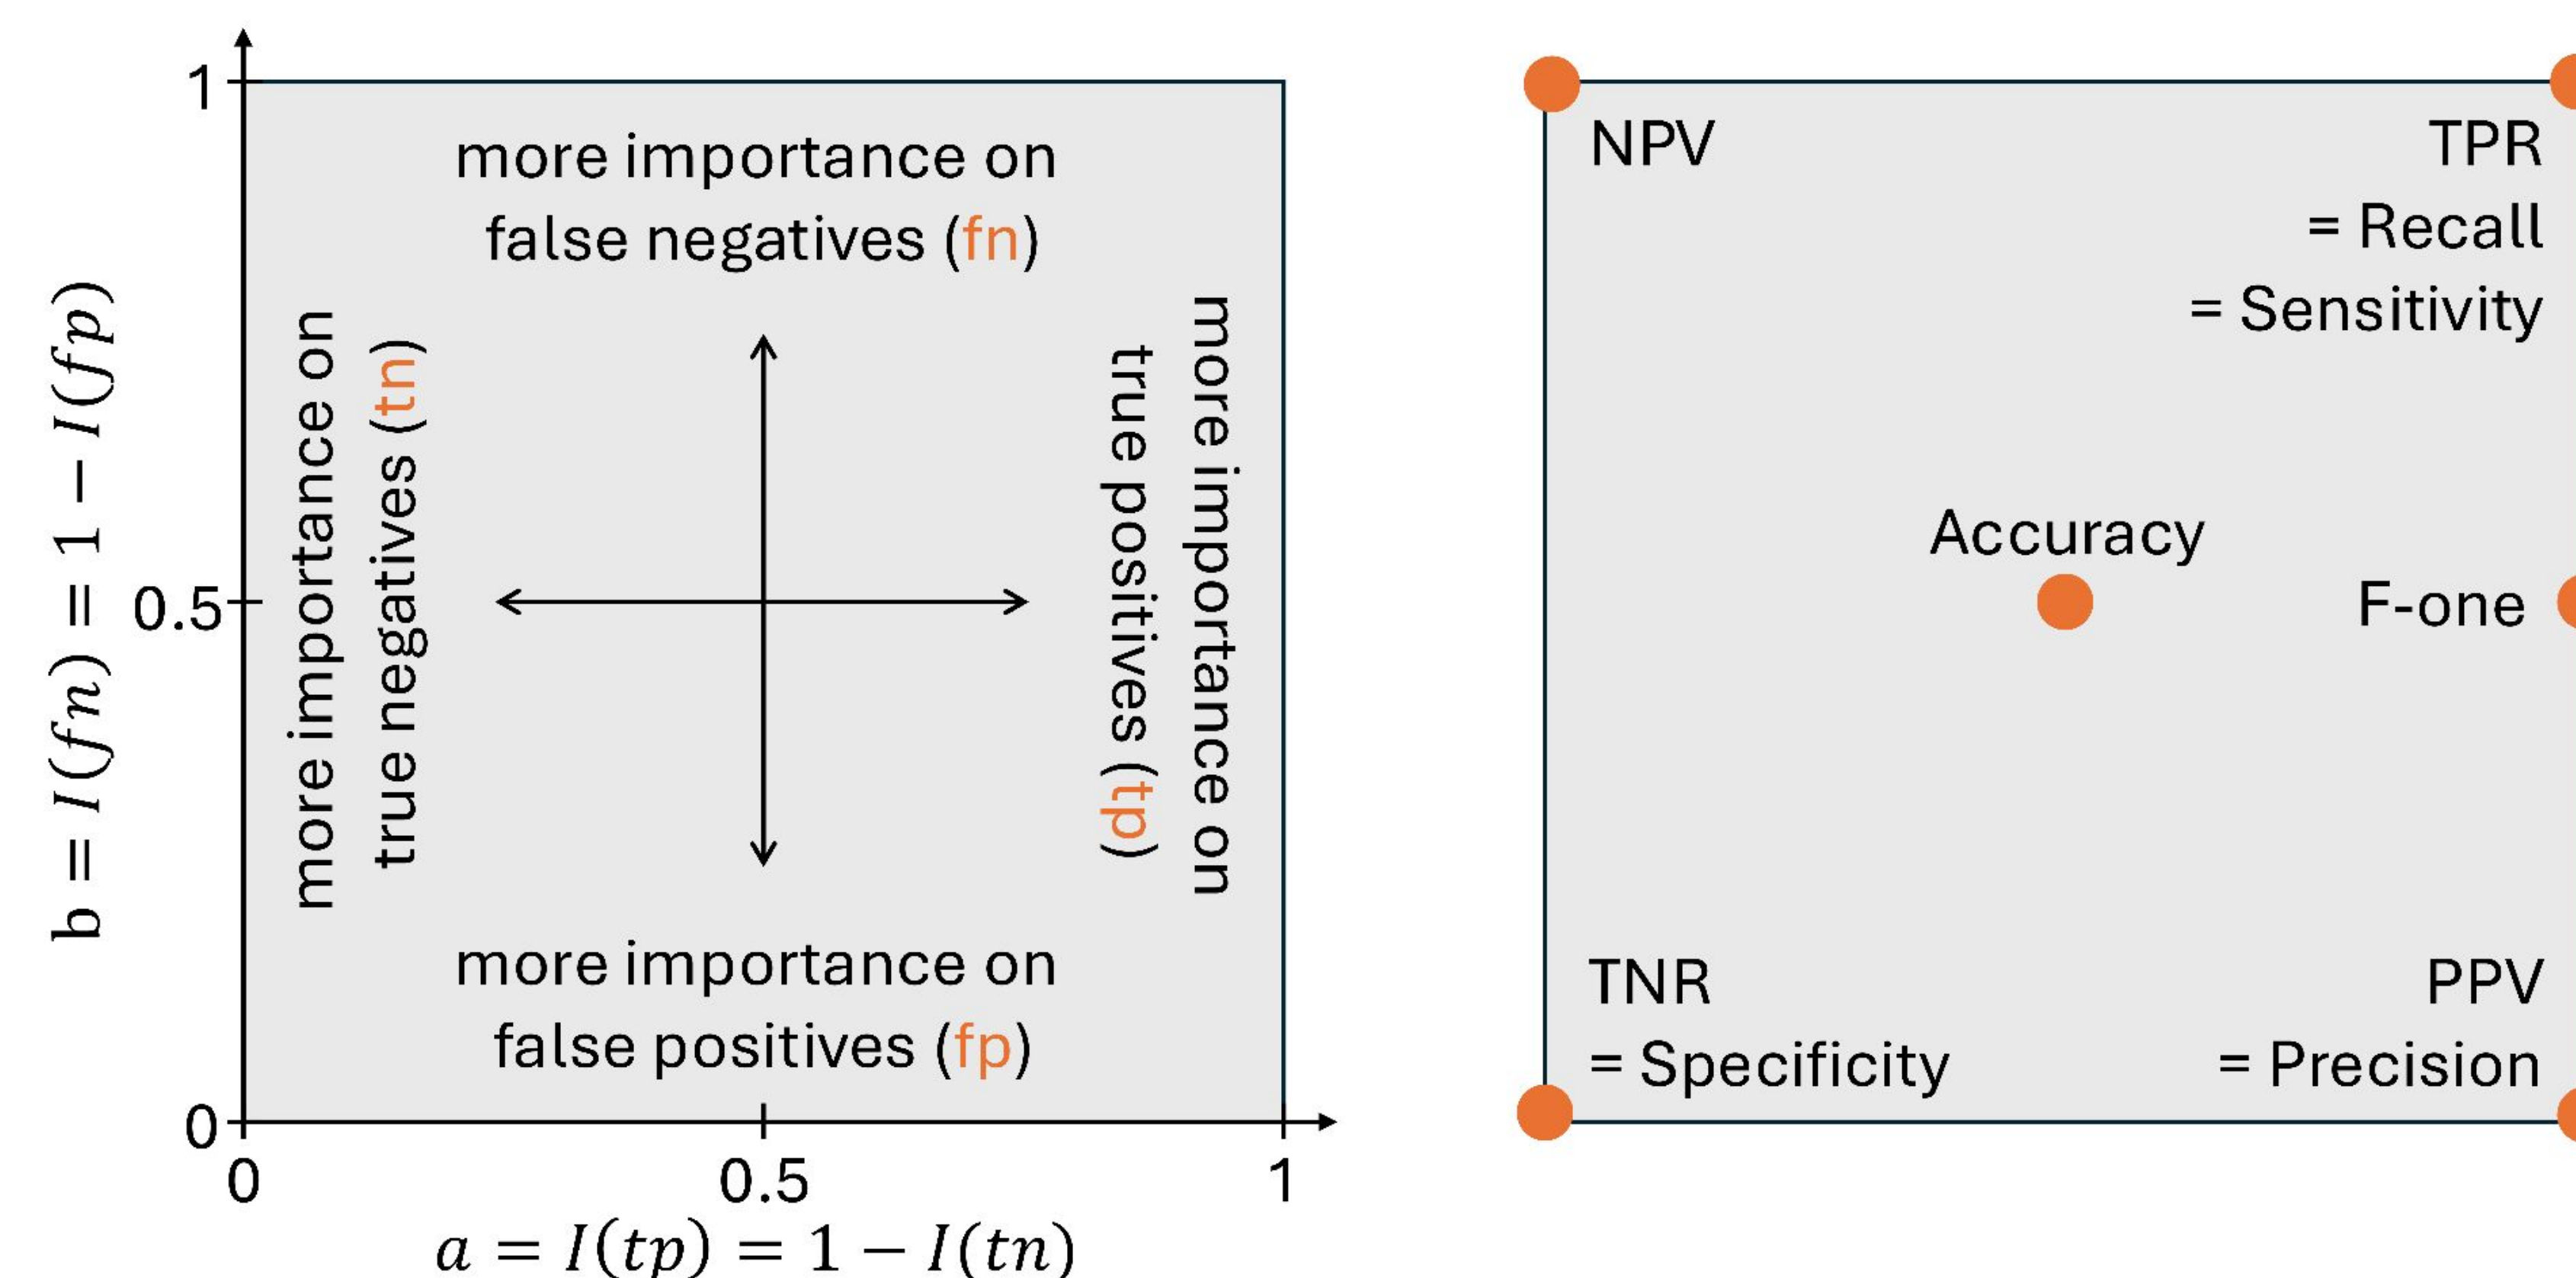 b = I(fn) = 1 − I(fp)
1
0.5
0
more importance on
false negatives (fn)
more importance on
true negatives (tn)
more importance on
true positives (tp)
more importance on
false positives (fp)
0
0.5
1
a = I(tp) = 1 − I(tn)
NPV
TPR
= Recall
= Sensitivity
Accuracy
F-one
TNR
= Specificity
PPV
= Precision